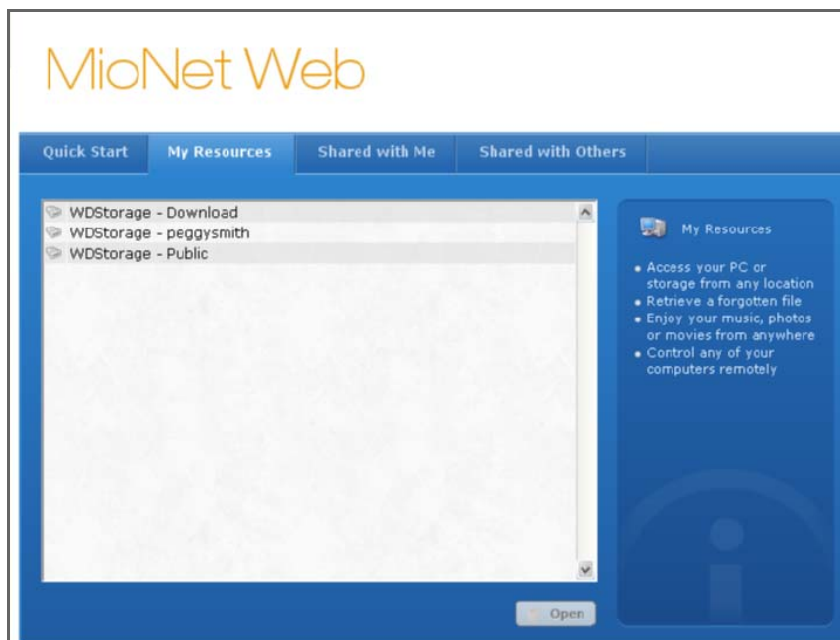 MioNet Web
Quick Start
My Resources
Shared with Me
Shared with Others
WDStorage - Download
WDStorage - peggysmith
WDStorage - Public
My Resources
• Access your PC or
storage from any location
• Retrieve a forgotten file
• Enjoy your music, photos
or movies from anywhere
• Control any of your
computers remotely
Open